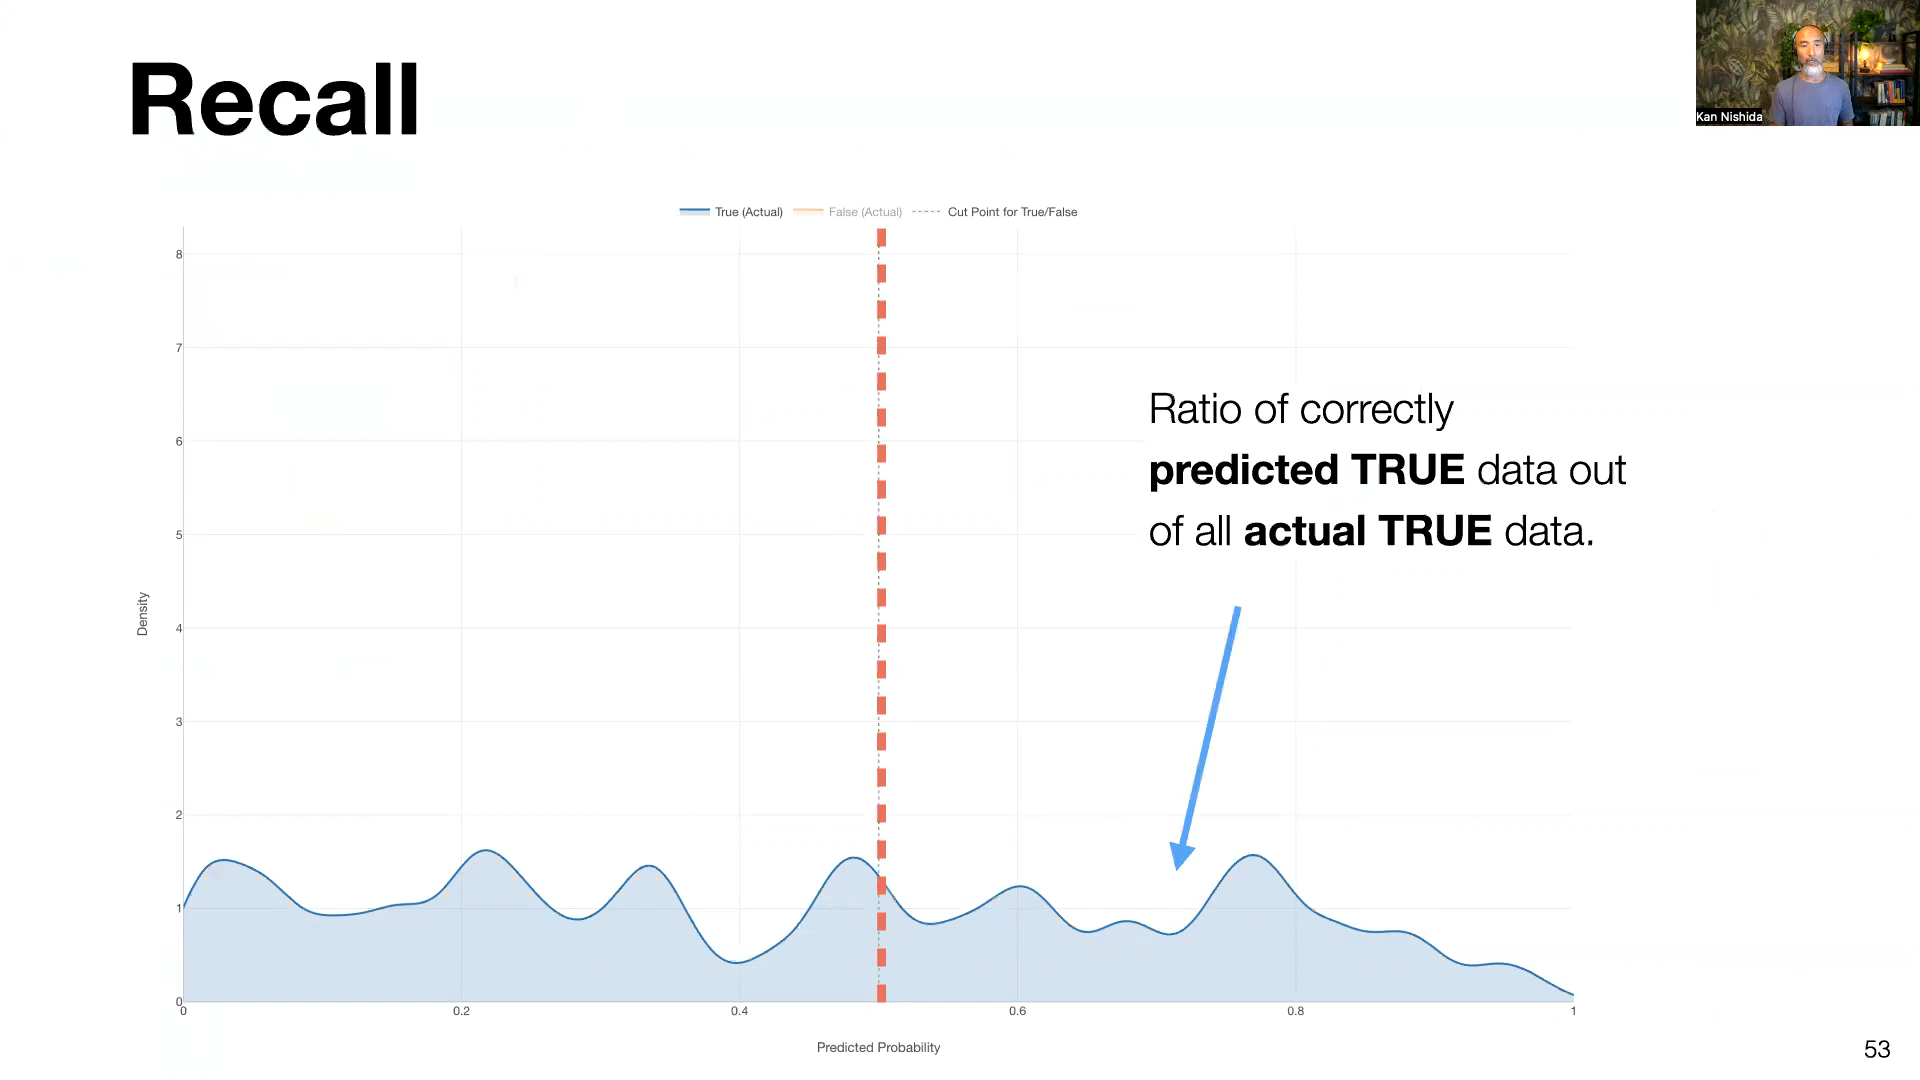 Recall
Kan Nishida
True (Actual) False (Actual) Cut Point for True/False
8
7
6
5
4
3
2
1
0
Density
0 0.2 0.4 0.6 0.8 1
Predicted Probability
Ratio of correctly
predicted TRUE data out
of all actual TRUE data.
53